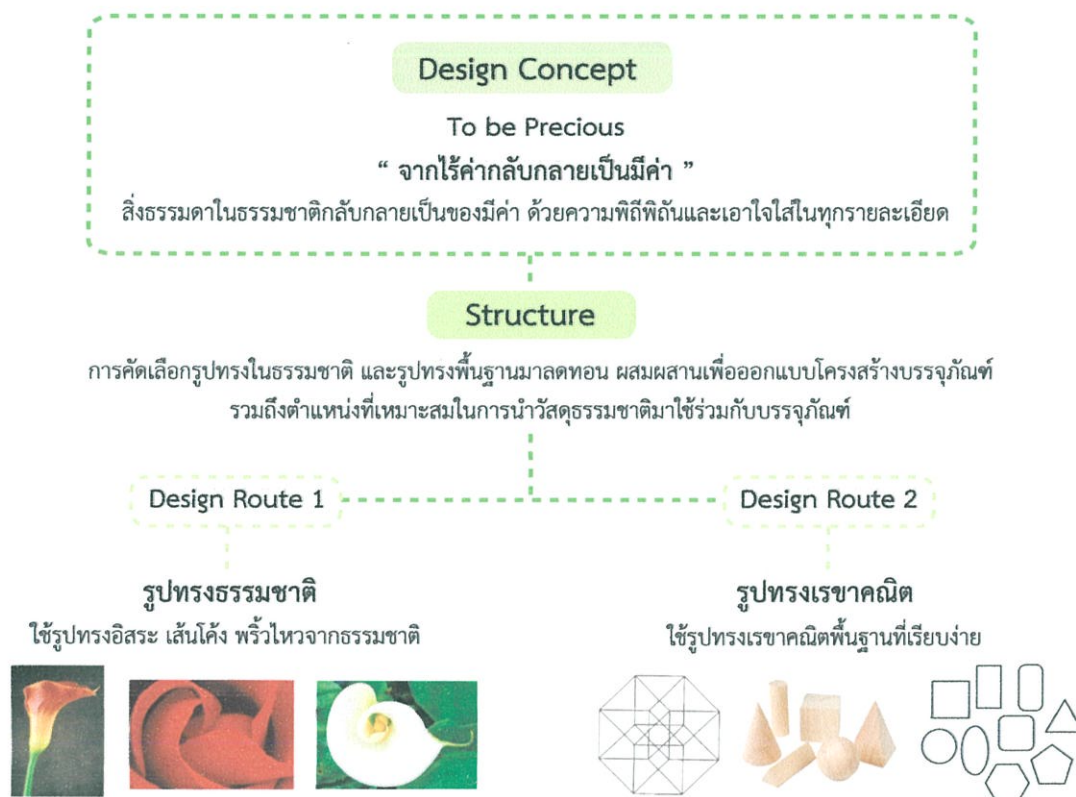 Design Concept
To be Precious
“ จากไร้ค่ากลับกลายเป็นมีค่า ”
สิ่งธรรมดาในธรรมชาติกลับกลายเป็นของมีค่า ด้วยความพิถีพิถันและเอาใจใส่ในทุกรายละเอียด
Structure
การคัดเลือกรูปทรงในธรรมชาติ และรูปทรงพื้นฐานมาลดทอน ผสมผสานเพื่อออกแบบโครงสร้างบรรจุภัณฑ์
รวมถึงตำแหน่งที่เหมาะสมในการนำวัสดุธรรมชาติมาใช้ร่วมกับบรรจุภัณฑ์
Design Route 1
Design Route 2
รูปทรงธรรมชาติ
ใช้รูปทรงอิสระ เส้นโค้ง พริ้วไหวจากธรรมชาติ
รูปทรงเรขาคณิต
ใช้รูปทรงเรขาคณิตพื้นฐานที่เรียบง่าย